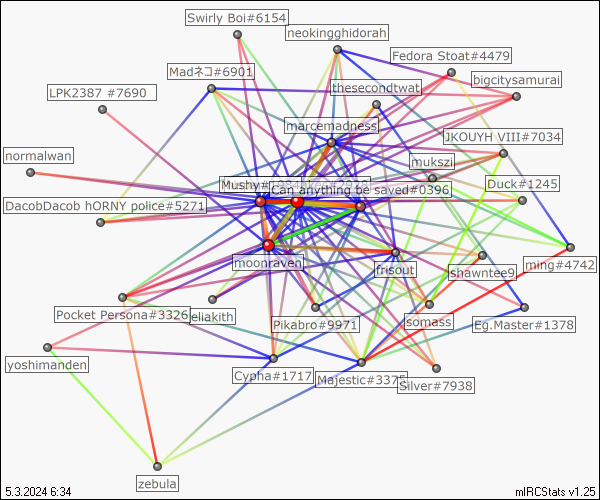 Swirly Boi#6154
neokingghidorah
Fedora Stoat#4479
Madネコ#6901
thesecondtwat
bigcitysamurai
LPK2387 #7690
marcemadness
JKOUYH VIII#7034
normalwan
mukszi
Mushy#
Can anything be saved#0396
Duck#1245
DacobDacob hORNY police#5271
moonraven
frisout
shawntee9
ming#4742
Pocket Persona#3326
eliakith
Pikabro#9971
somass
Eg.Master#1378
yoshimanden
Cypha#1717
Majestic#3375
Silver#7938
zebula
5.3.2024 6:34
mIRCStats v1.25